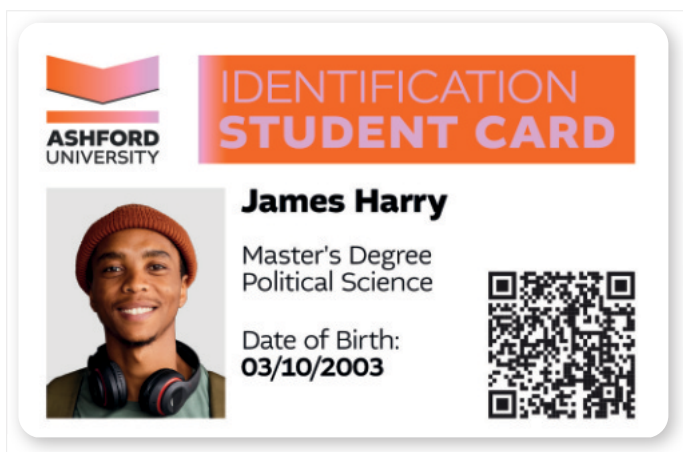 ASHFORD
UNIVERSITY
IDENTIFICATION
STUDENT CARD
James Harry
Master's Degree
Political Science
Date of Birth:
03/10/2003